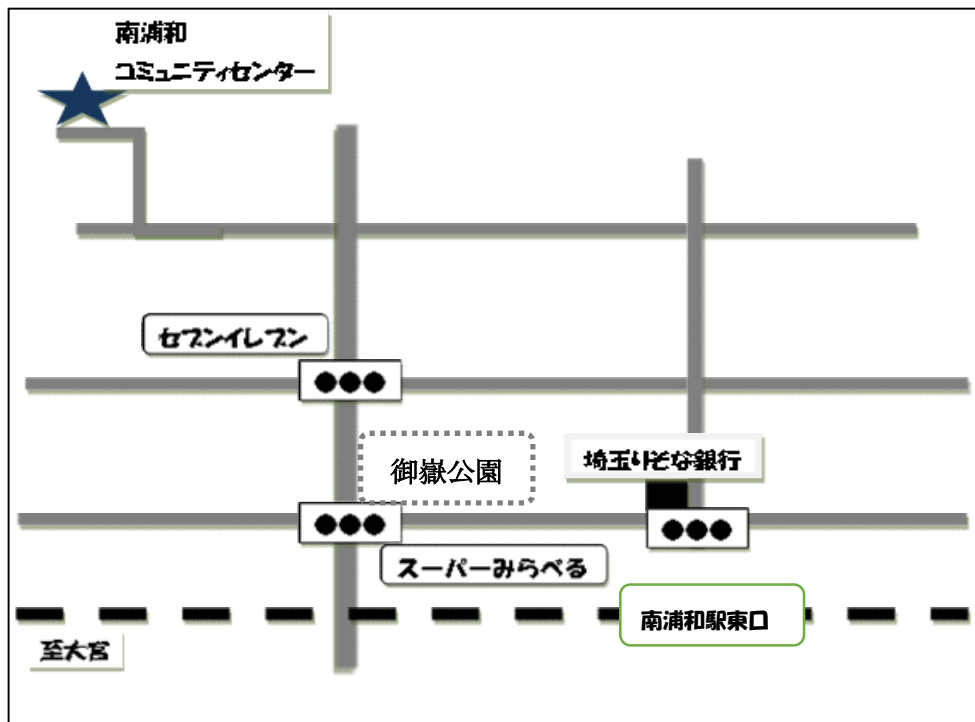 南浦和
コミュニティセンター
セブンイレブン
御嶽公園
埼玉りそな銀行
スーパーみらべる
南浦和駅東口
至大宮